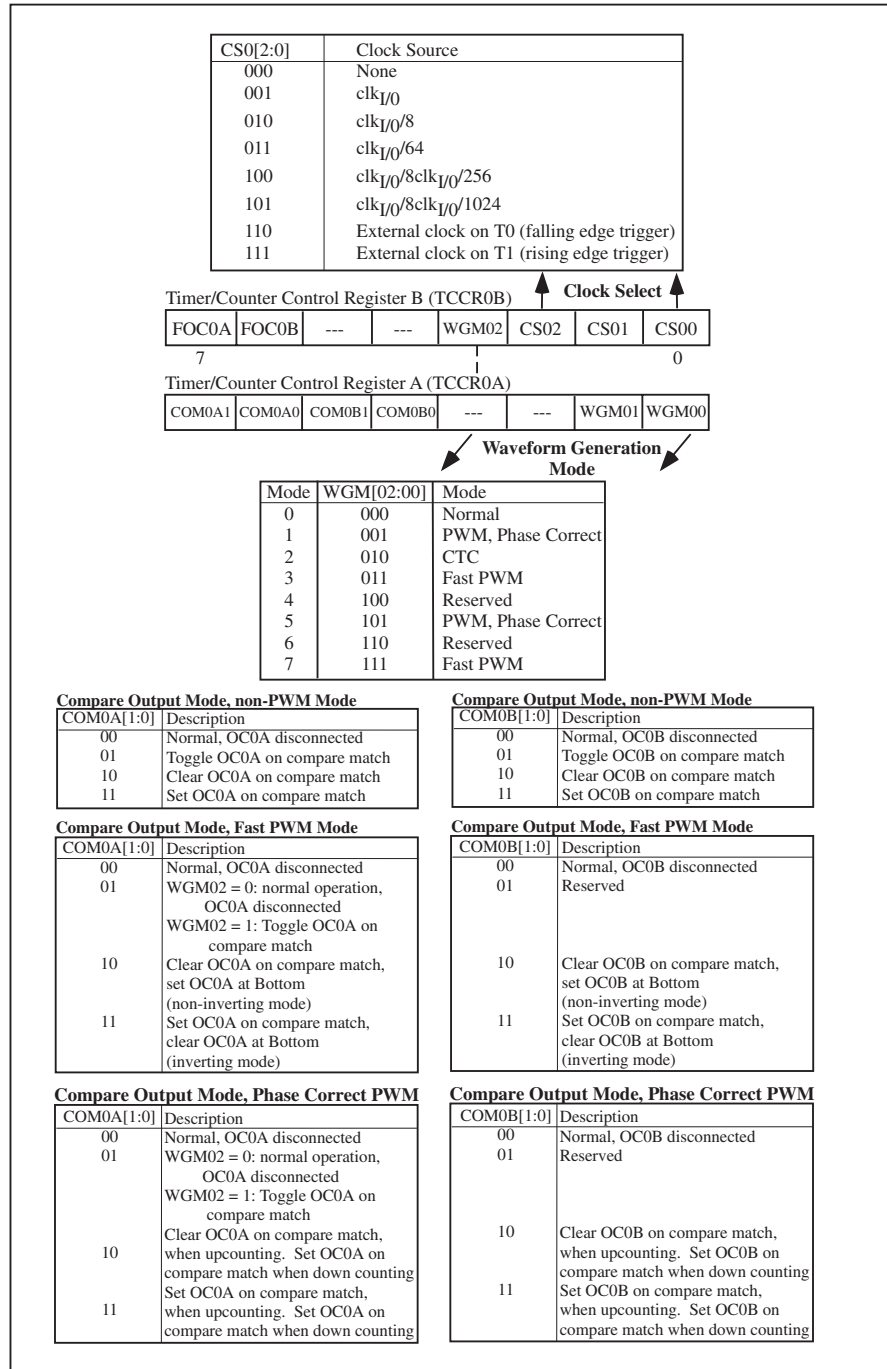 CS0[2:0] Clock Source
000 None
001 clkI/0
010 clkI/0/8
011 clkI/0/64
100 clkI/0/8clkI/0/256
101 clkI/0/8clkI/0/1024
110 External clock on T0 (falling edge trigger)
111 External clock on T1 (rising edge trigger)
Clock Select
Timer/Counter Control Register B (TCCR0B)
FOC0A FOC0B --- --- WGM02 CS02 CS01 CS00
7 0
Timer/Counter Control Register A (TCCR0A)
COM0A1 COM0A0 COM0B1 COM0B0 --- --- WGM01 WGM00
Waveform Generation
Mode
Mode WGM[02:00] Mode
0 000 Normal
1 001 PWM, Phase Correct
2 010 CTC
3 011 Fast PWM
4 100 Reserved
5 101 PWM, Phase Correct
6 110 Reserved
7 111 Fast PWM
Compare Output Mode, non-PWM Mode
COM0A[1:0] Description
00 Normal, OC0A disconnected
01 Toggle OC0A on compare match
10 Clear OC0A on compare match
11 Set OC0A on compare match
Compare Output Mode, non-PWM Mode
COM0B[1:0] Description
00 Normal, OC0B disconnected
01 Toggle OC0B on compare match
10 Clear OC0B on compare match
11 Set OC0B on compare match
Compare Output Mode, Fast PWM Mode
COM0A[1:0] Description
00 Normal, OC0A disconnected
01 WGM02 = 0: normal operation,
OC0A disconnected
WGM02 = 1: Toggle OC0A on
compare match
10 Clear OC0A on compare match,
set OC0A at Bottom
(non-inverting mode)
11 Set OC0A on compare match,
clear OC0A at Bottom
(inverting mode)
Compare Output Mode, Fast PWM Mode
COM0B[1:0] Description
00 Normal, OC0B disconnected
01 Reserved
10 Clear OC0B on compare match,
set OC0B at Bottom
(non-inverting mode)
11 Set OC0B on compare match,
clear OC0B at Bottom
(inverting mode)
Compare Output Mode, Phase Correct PWM
COM0A[1:0] Description
00 Normal, OC0A disconnected
01 WGM02 = 0: normal operation,
OC0A disconnected
WGM02 = 1: Toggle OC0A on
compare match
Clear OC0A on compare match,
10 when upcounting. Set OC0A on
compare match when down counting
Set OC0A on compare match,
11 when upcounting. Set OC0A on
compare match when down counting
Compare Output Mode, Phase Correct PWM
COM0B[1:0] Description
00 Normal, OC0B disconnected
01 Reserved
10 Clear OC0B on compare match,
when upcounting. Set OC0B on
compare match when down counting
11 Set OC0B on compare match,
when upcounting. Set OC0B on
compare match when down counting